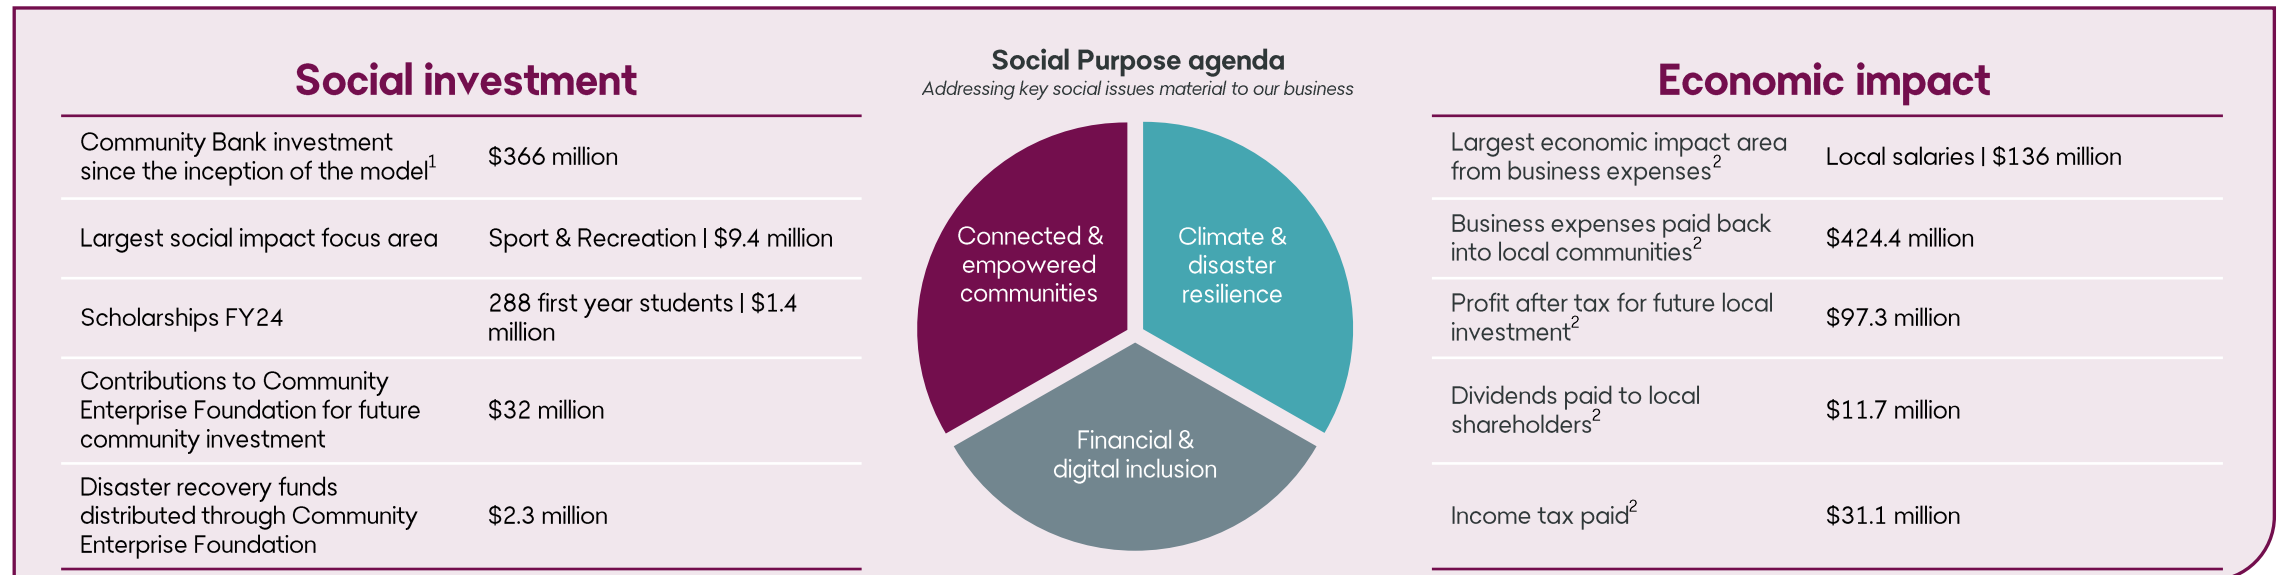 Social investment
Community Bank investment
since the inception of the model1
$366 million
Largest social impact focus area
Sport & Recreation | $9.4 million
Scholarships FY24
288 first year students | $1.4
million
Contributions to Community
Enterprise Foundation for future
community investment
$32 million
Disaster recovery funds
distributed through Community
Enterprise Foundation
$2.3 million
Social Purpose agenda
Addressing key social issues material to our business
Connected &
empowered
communities
Climate &
disaster
resilience
Financial &
digital inclusion
Economic impact
Largest economic impact area
from business expenses2
Local salaries | $136 million
Business expenses paid back
into local communities2
$424.4 million
Profit after tax for future local
investment2
$97.3 million
Dividends paid to local
shareholders2
$11.7 million
Income tax paid2
$31.1 million